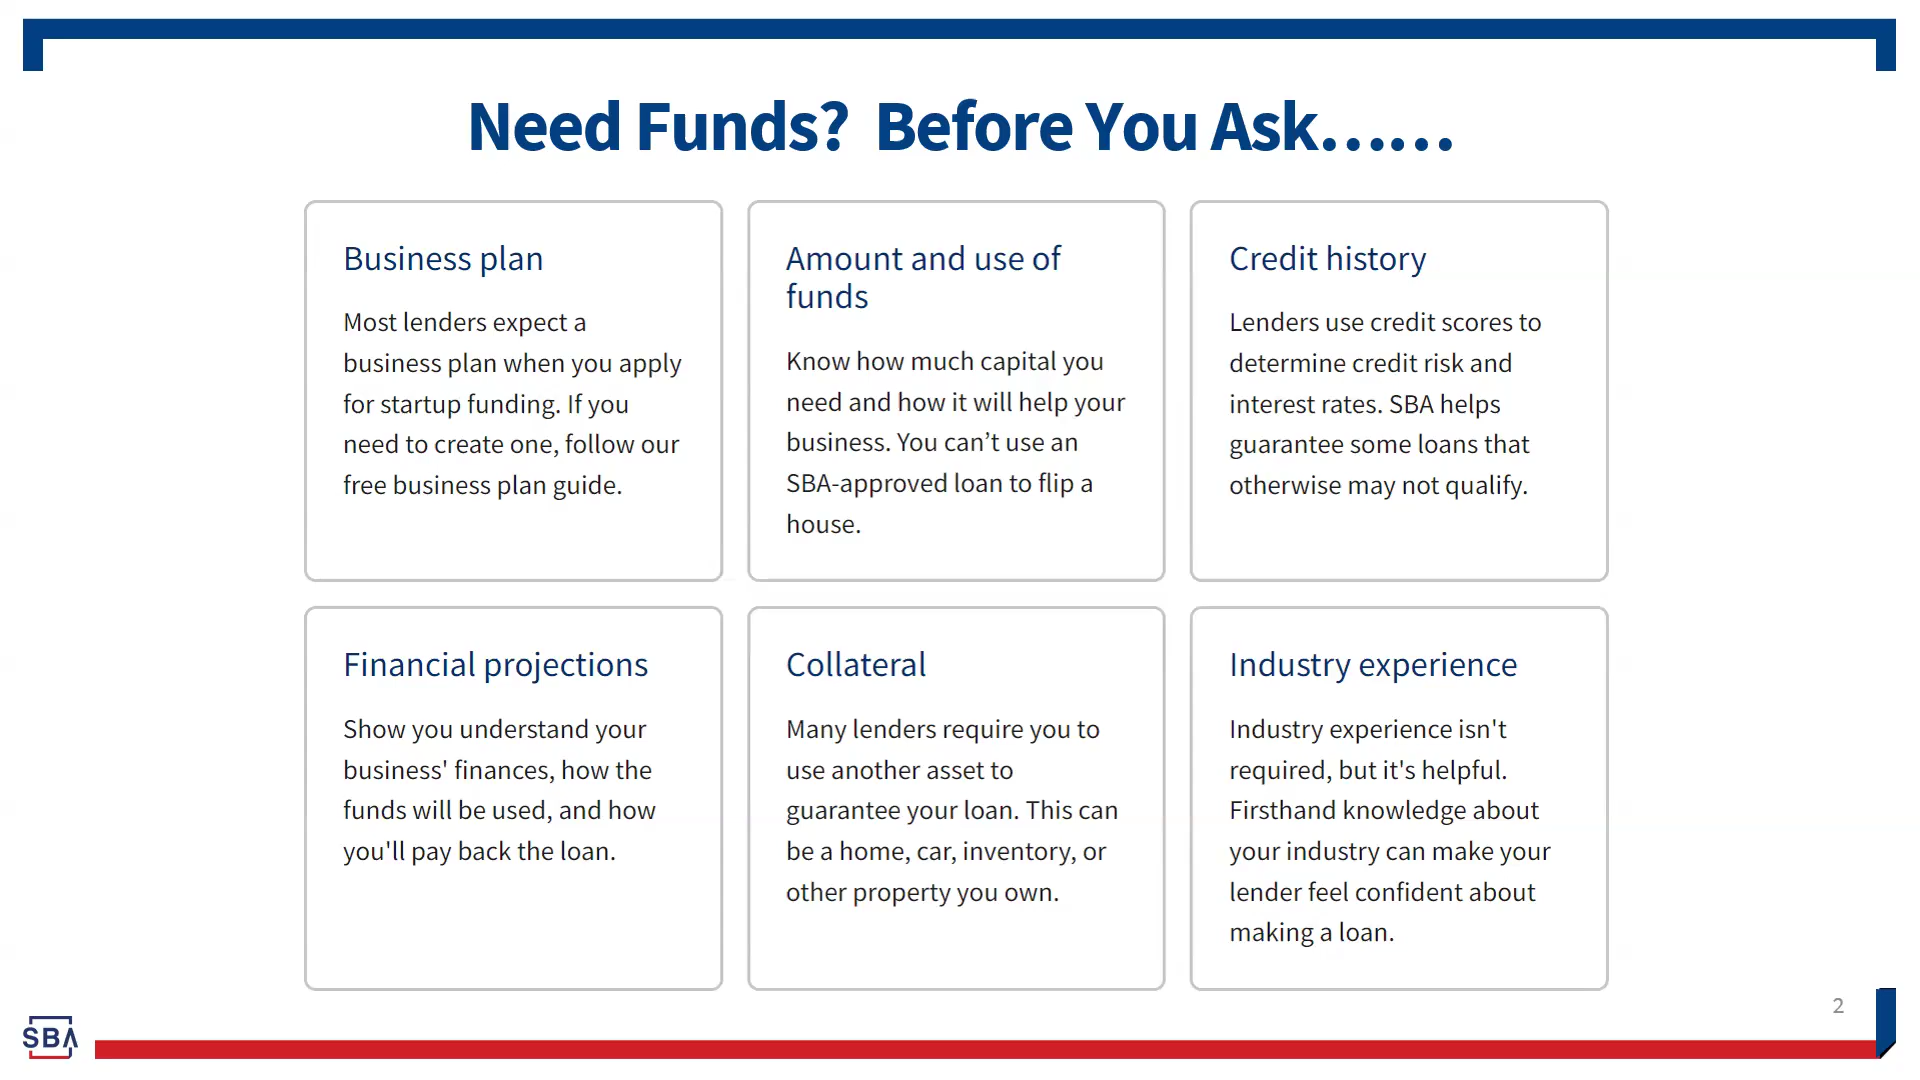 Need Funds?  Before You Ask……
Business plan
Most lenders expect a
business plan when you apply
for startup funding. If you
need to create one, follow our
free business plan guide.
Amount and use of
funds
Know how much capital you
need and how it will help your
business. You can’t use an
SBA-approved loan to flip a
house.
Credit history
Lenders use credit scores to
determine credit risk and
interest rates. SBA helps
guarantee some loans that
otherwise may not qualify.
Financial projections
Show you understand your
business' finances, how the
funds will be used, and how
you'll pay back the loan.
Collateral
Many lenders require you to
use another asset to
guarantee your loan. This can
be a home, car, inventory, or
other property you own.
Industry experience
Industry experience isn't
required, but it's helpful.
Firsthand knowledge about
your industry can make your
lender feel confident about
making a loan.
2
SBA